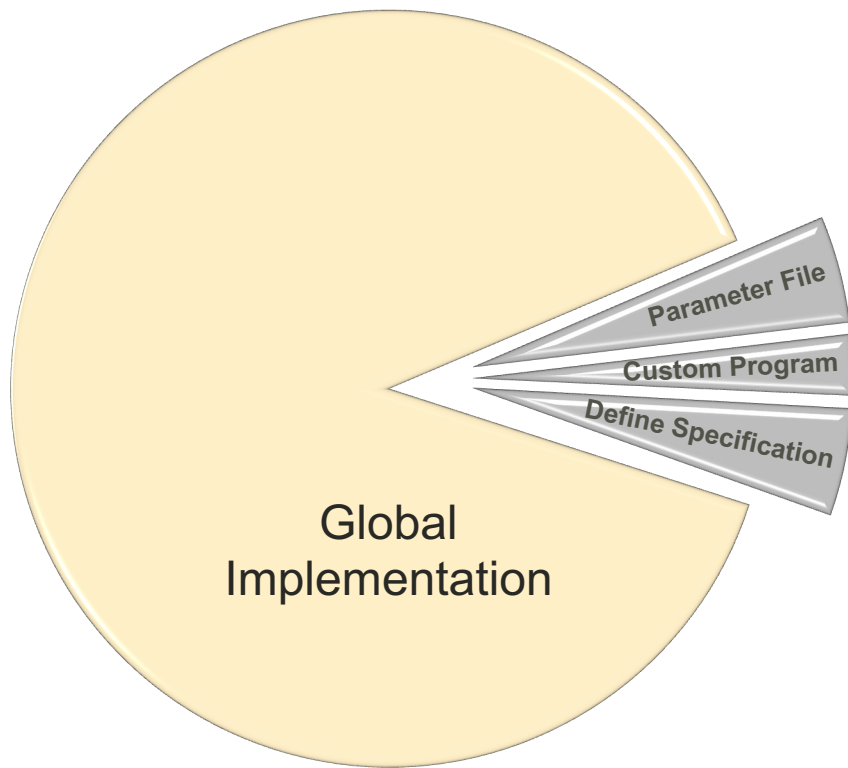 Parameter File
Custom Program
Define Specification
Global
Implementation